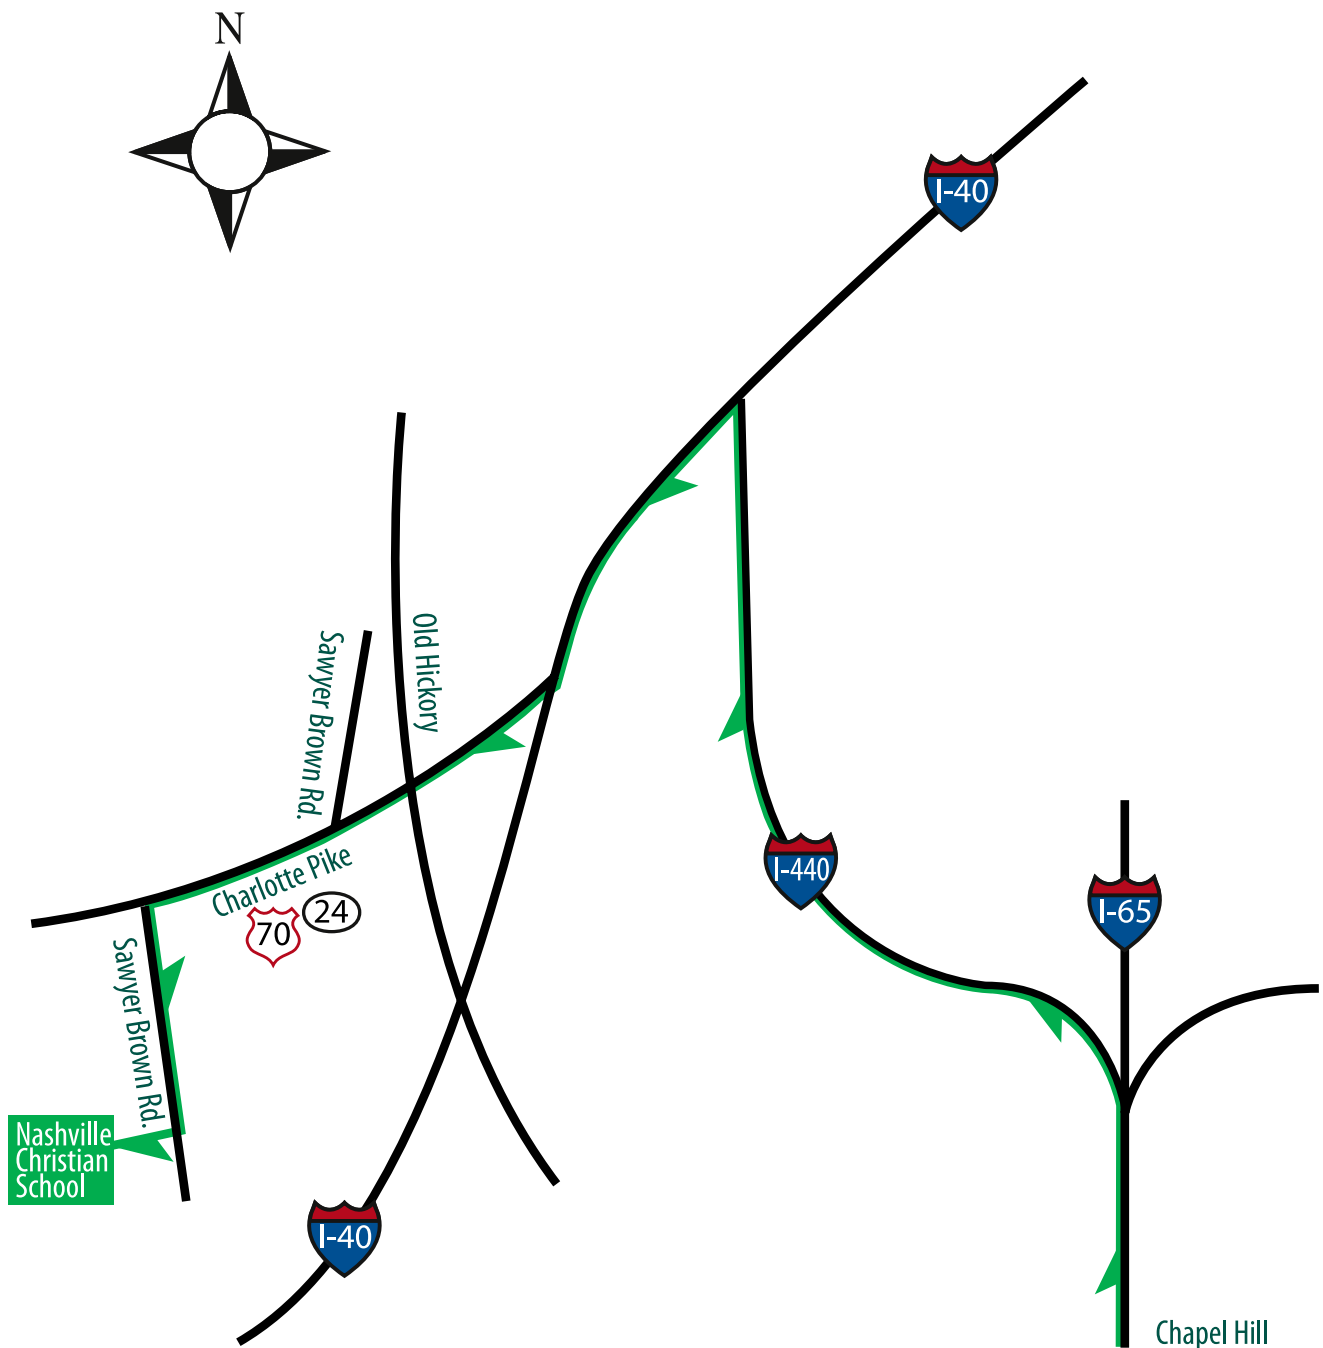 N
I-40
Old Hickory
Sawyer Brown Rd.
I-440
Charlotte Pike
24
70
I-65
Sawyer Brown Rd.
Nashville
Christian
School
I-40
Chapel Hill